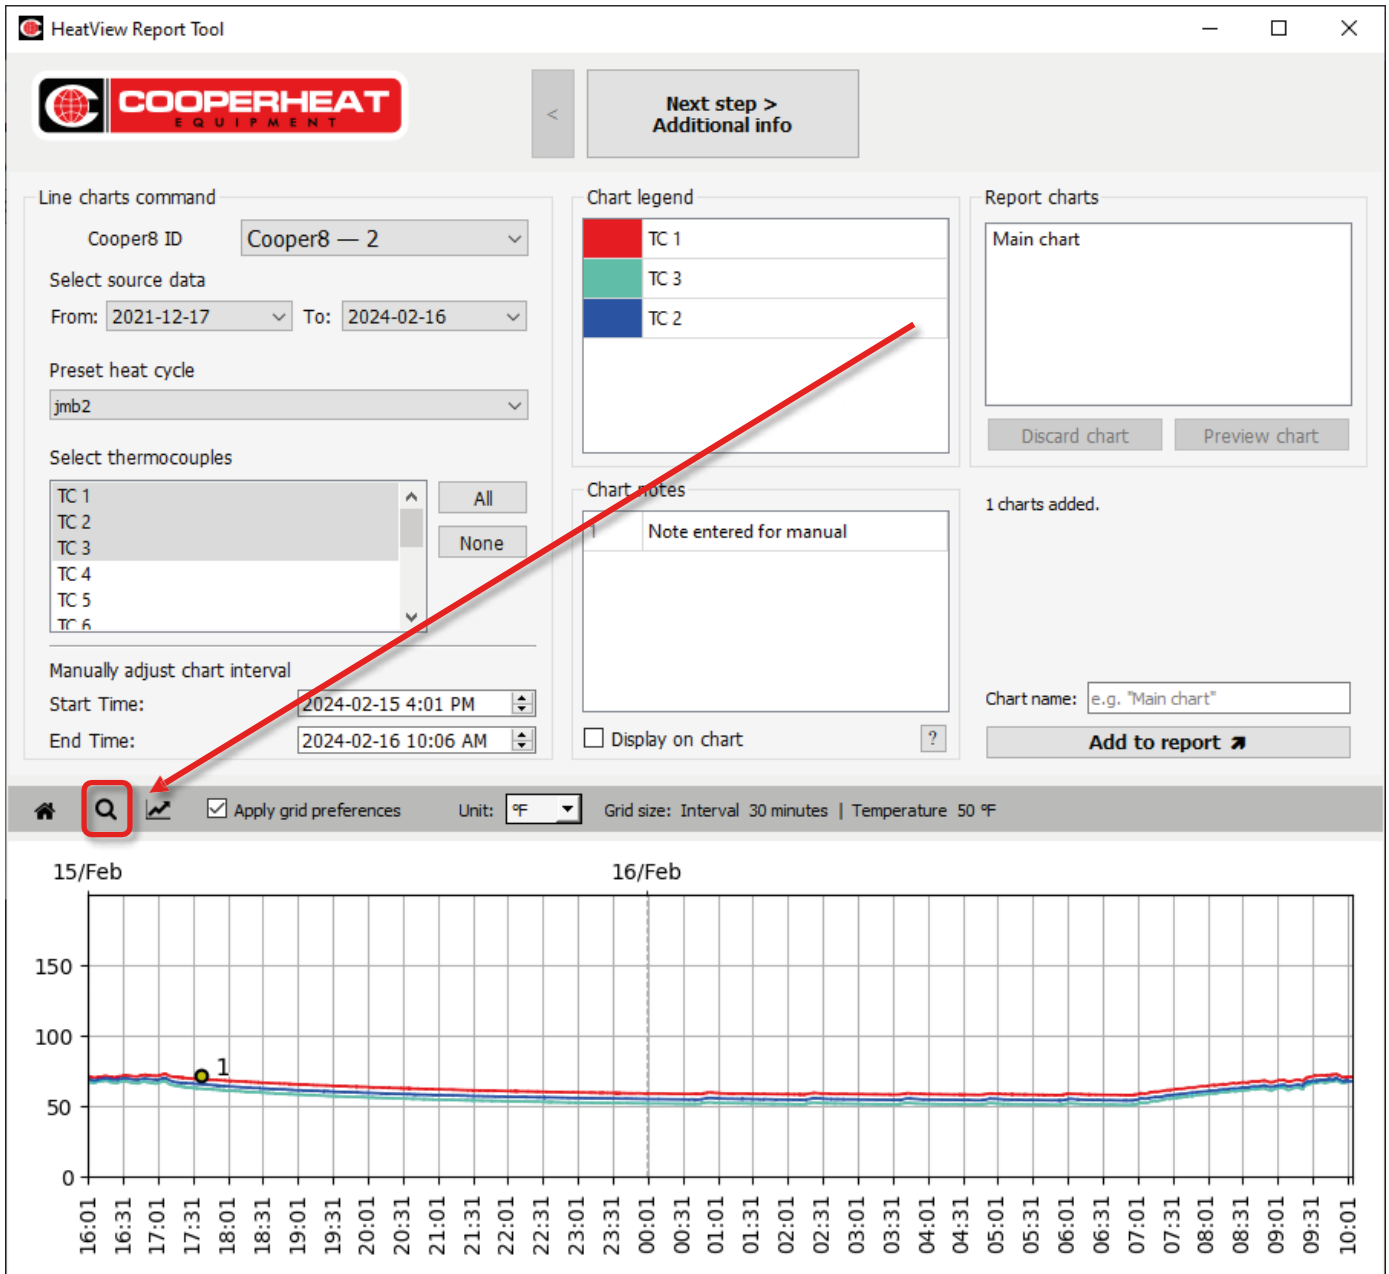 HeatView Report Tool
COOPERHEAT
EQUIPMENT
<
Next step >
Additional info
Line charts command
Cooper8 ID
Cooper8 — 2
Select source data
From:
2021-12-17
To:
2024-02-16
Preset heat cycle
jmb2
Select thermocouples
TC 1
TC 2
TC 3
TC 4
TC 5
TC 6
All
None
Manually adjust chart interval
Start Time:
2024-02-15 4:01 PM
End Time:
2024-02-16 10:06 AM
Chart legend
TC 1
TC 3
TC 2
Chart notes
1
Note entered for manual
Display on chart
?
Report charts
Main chart
Discard chart
Preview chart
1 charts added.
Chart name:
e.g. "Main chart"
Add to report
Apply grid preferences
Unit:
°F
Grid size: Interval 30 minutes | Temperature 50 °F
15/Feb
16/Feb
150
100
50
0
1
16:01
16:31
17:01
17:31
18:01
18:31
19:01
19:31
20:01
20:31
21:01
21:31
22:01
22:31
23:01
23:31
00:01
00:31
01:01
01:31
02:01
02:31
03:01
03:31
04:01
04:31
05:01
05:31
06:01
06:31
07:01
07:31
08:01
08:31
09:01
09:31
10:01